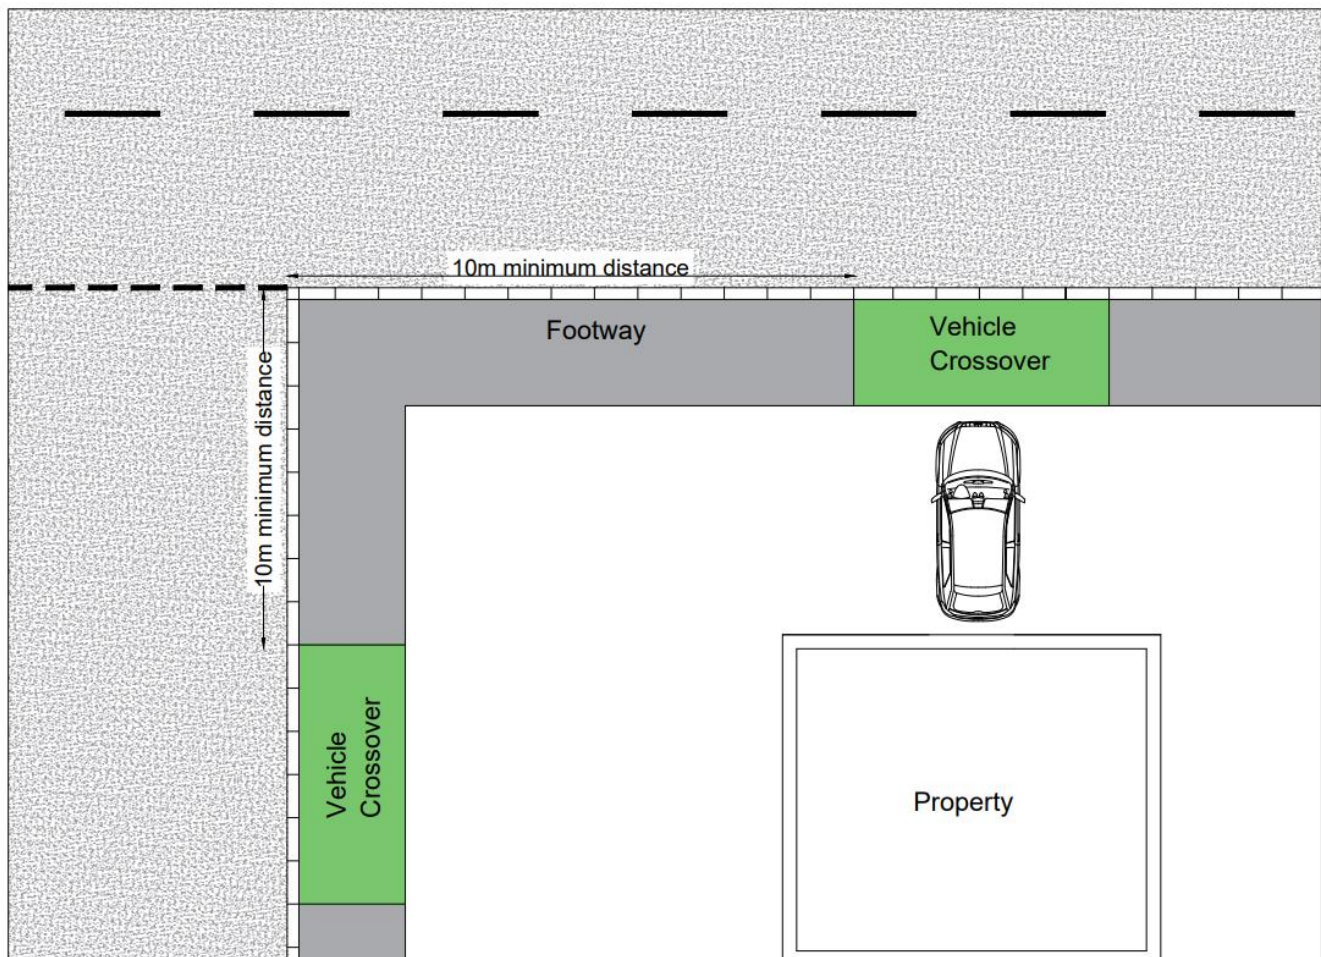 10m minimum distance
Footway
Vehicle
Crossover
10m minimum distance
Vehicle
Crossover
Property